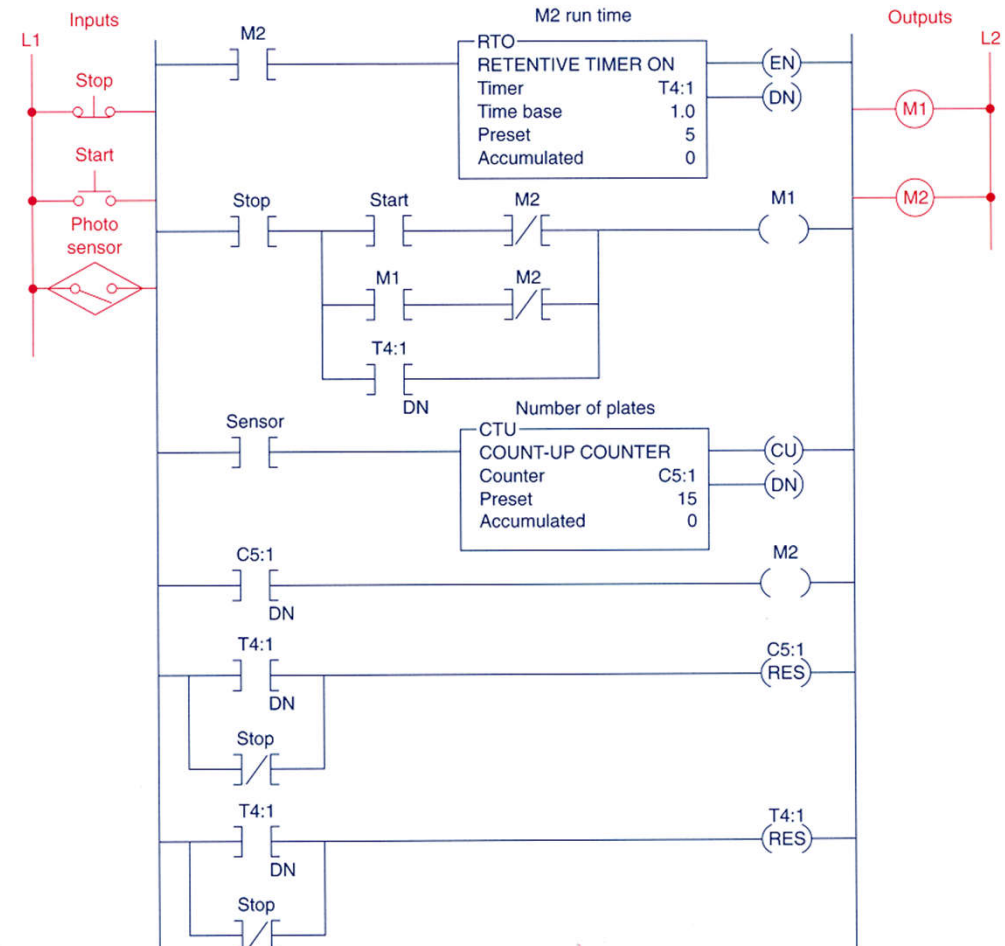 Inputs
M2 run time
Outputs
L1
M2
L2
RTO
RETENTIVE TIMER ON
Timer T4:1
Time base 1.0
Preset 5
Accumulated 0
EN
DN
Stop
M1
Start
M2
Photo
sensor
Stop
Start
M2
M1
M1
M2
T4:1
DN
Number of plates
Sensor
CTU
COUNT-UP COUNTER
Counter C5:1
Preset 15
Accumulated 0
CU
DN
C5:1
DN
M2
T4:1
DN
C5:1
RES
Stop
T4:1
DN
T4:1
RES
Stop